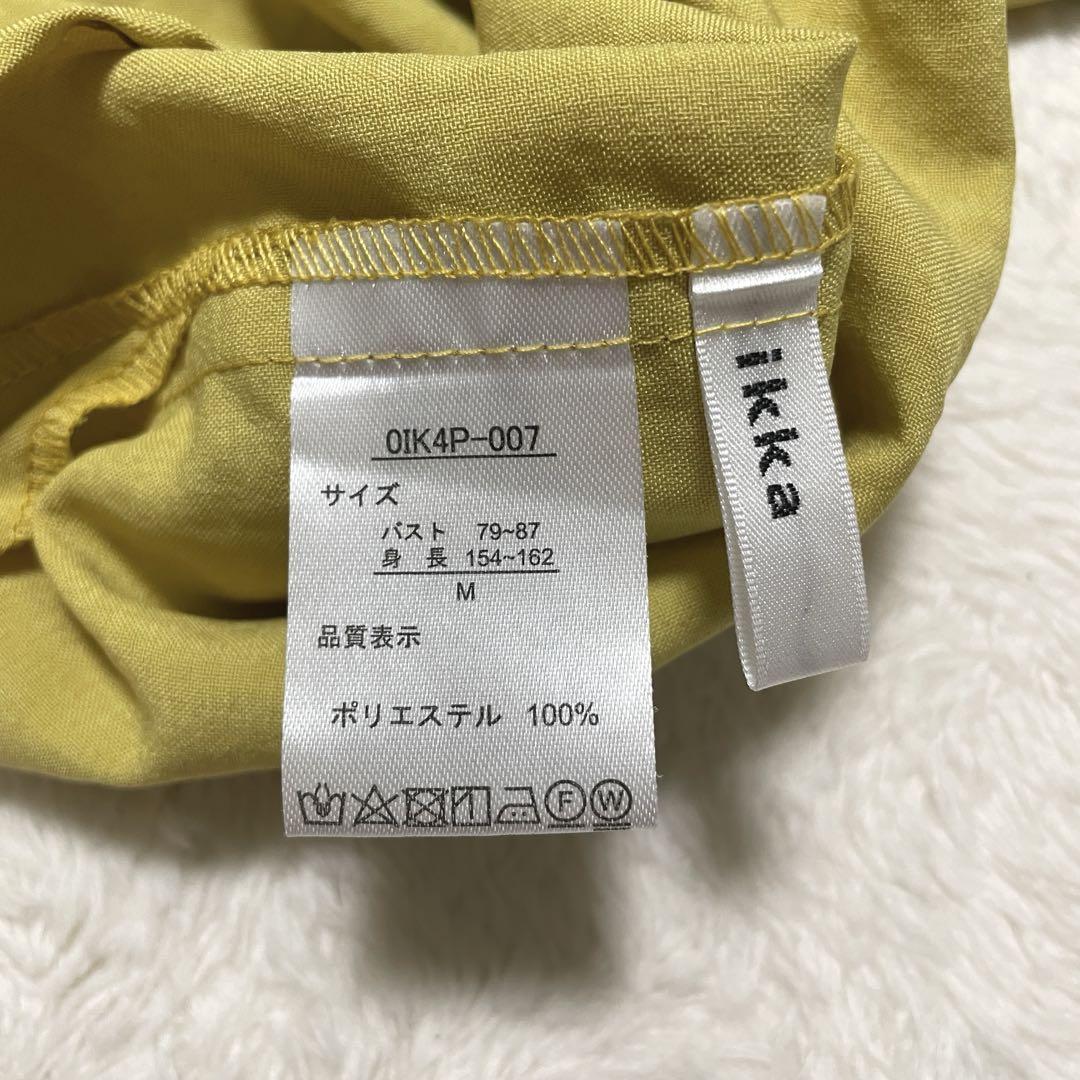 0IK4P-007
サイズ
バスト 79~87
身 長 154~162
M
品質表示
ポリエステル 100%
F W
ikka